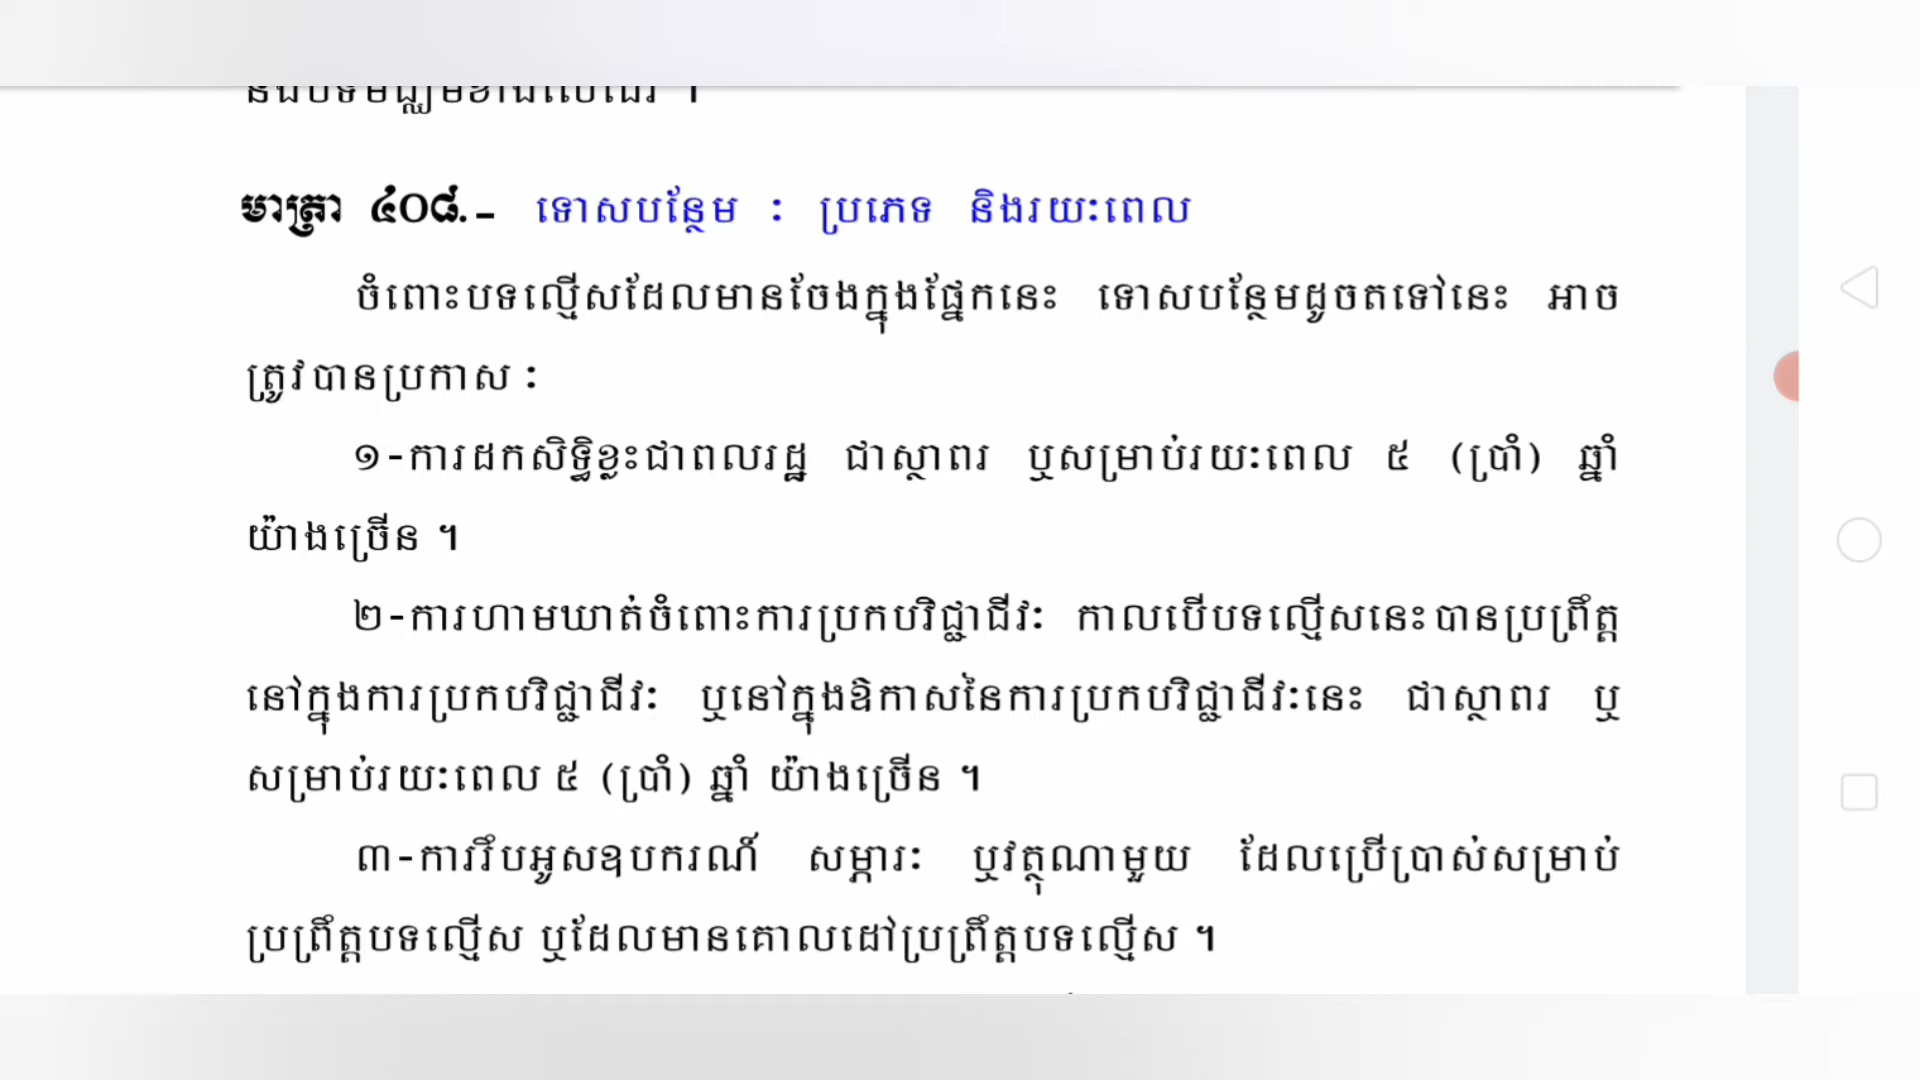 មាត្រា ៤០៨.- ទោសបន្ថែម ៖ ប្រភេទ និងរយៈពេល
ចំពោះបទល្មើសដែលមានចែងក្នុងផ្នែកនេះ ទោសបន្ថែមដូចតទៅនេះ អាច
ត្រូវបានប្រកាស ៖
១-ការដកសិទ្ធិខ្លះជាពលរដ្ឋ ជាស្ថាពរ ឬសម្រាប់រយៈពេល ៥ (ប្រាំ) ឆ្នាំ
យ៉ាងច្រើន ។
២-ការហាមឃាត់ចំពោះការប្រកបវិជ្ជាជីវៈ កាលបើបទល្មើសនេះបានប្រព្រឹត្ត
នៅក្នុងការប្រកបវិជ្ជាជីវៈ ឬនៅក្នុងឱកាសនៃការប្រកបវិជ្ជាជីវៈនេះ ជាស្ថាពរ ឬ
សម្រាប់រយៈពេល ៥ (ប្រាំ) ឆ្នាំ យ៉ាងច្រើន ។
៣-ការរឹបអូសឧបករណ៍ សម្ភារៈ ឬវត្ថុណាមួយ ដែលប្រើប្រាស់សម្រាប់
ប្រព្រឹត្តបទល្មើស ឬដែលមានគោលដៅប្រព្រឹត្តបទល្មើស ។